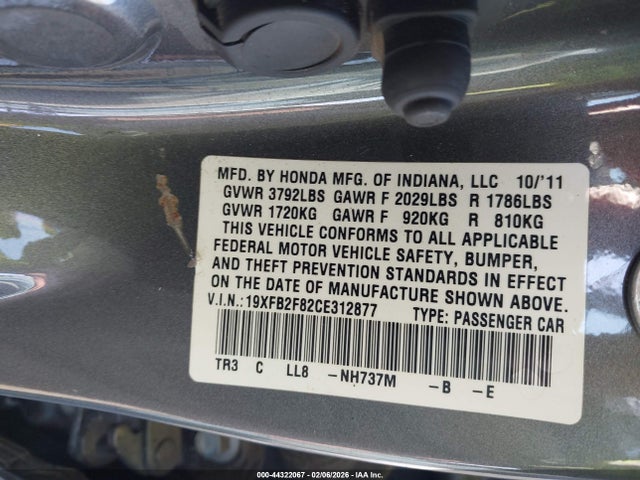 MFD. BY HONDA MFG. OF INDIANA, LLC 10/'11
GVWR 3792LBS GAWR F 2029LBS R 1786LBS
GVWR 1720KG GAWR F 920KG R 810KG
THIS VEHICLE CONFORMS TO ALL APPLICABLE
FEDERAL MOTOR VEHICLE SAFETY, BUMPER,
AND THEFT PREVENTION STANDARDS IN EFFECT
ON THE DATE OF MANUFACTURE SHOWN ABOVE.
V.I.N.: 19XFB2F82CE312877 TYPE: PASSENGER CAR
TR3 C LL8 -NH737M -B -E
000-44322067 - 02/06/2026 - IAA Inc.